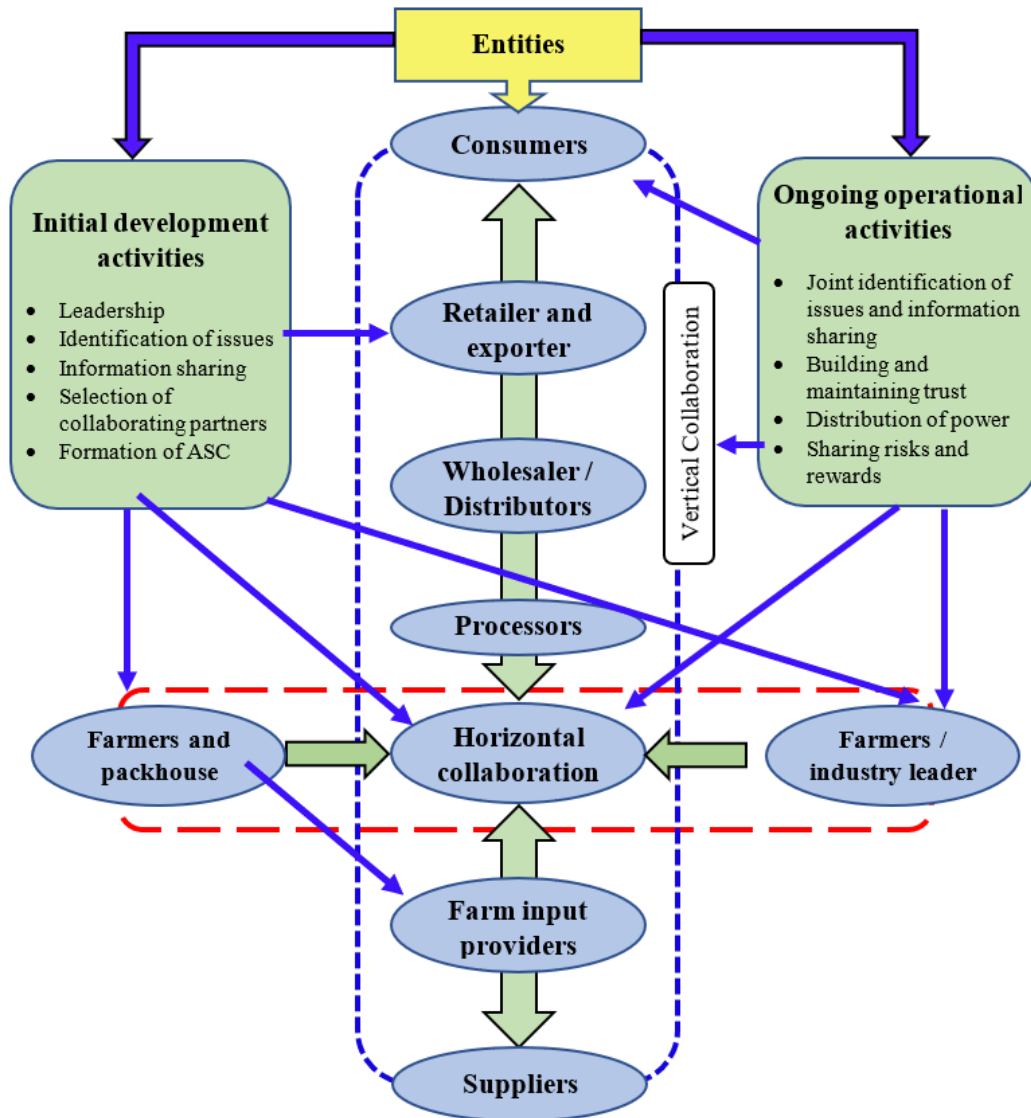 Entities
Consumers
Initial development
activities
• Leadership
• Identification of issues
• Information sharing
• Selection of
collaborating partners
• Formation of ASC
Ongoing operational
activities
• Joint identification of
issues and information
sharing
• Building and
maintaining trust
• Distribution of power
• Sharing risks and
rewards
Retailer and
exporter
Vertical Collaboration
Wholesaler /
Distributors
Processors
Farmers and
packhouse
Horizontal
collaboration
Farmers /
industry leader
Farm input
providers
Suppliers